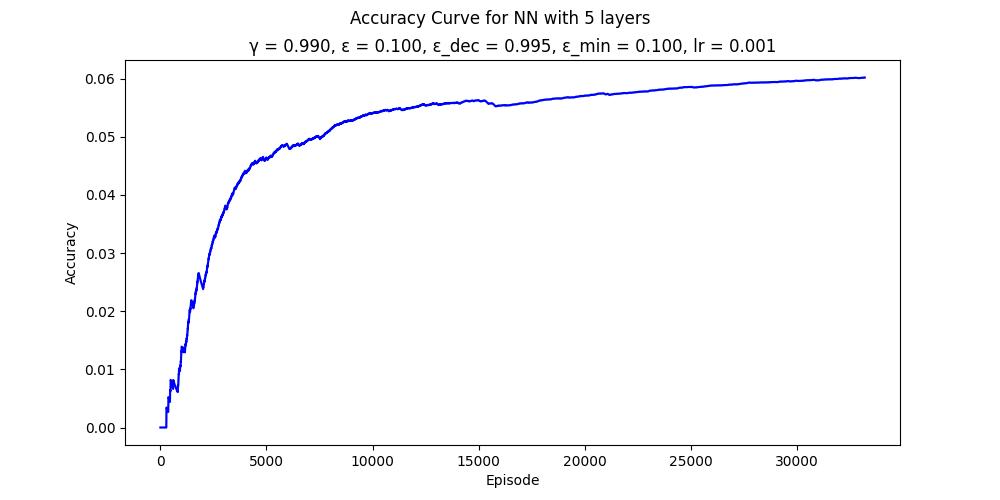 Accuracy Curve for NN with 5 layers
γ = 0.990, ε = 0.100, ε_dec = 0.995, ε_min = 0.100, lr = 0.001
0.06
0.05
0.04
0.03
0.02
0.01
0.00
Accuracy
0 5000 10000 15000 20000 25000 30000
Episode